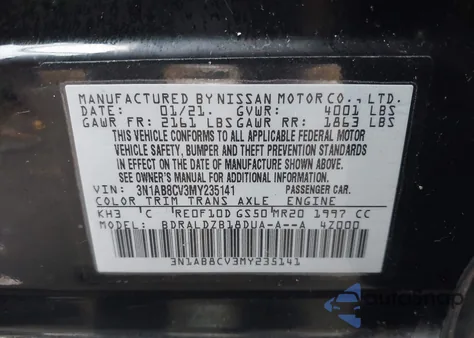 MANUFACTURED BY NISSAN MOTOR CO., LTD.
DATE: 01/21. GVWR: 4001 LBS
GAWR FR: 2161 LBS GAWR RR: 1863 LBS
THIS VEHICLE CONFORMS TO ALL APPLICABLE FEDERAL MOTOR
VEHICLE SAFETY, BUMPER AND THEFT PREVENTION STANDARDS
IN EFFECT ON THE DATE OF MANUFACTURE SHOWN ABOVE.
SEE OWNER'S MANUAL FOR ADDITIONAL INFORMATION.
VIN: 3N1AB8CV3MY235141 PASSENGER CAR.
COLOR TRIM TRANS AXLE ENGINE
KH3 'C RE0F10D GS50 MR20 1997 CC
MODEL: BDRALDZB18DUA-A--A 4Z000
3N1AB8CV3MY235141
autosnap